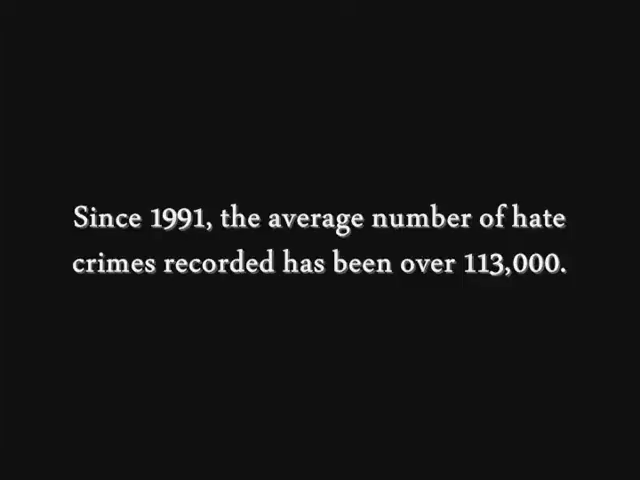 Since 1991, the average number of hate
crimes recorded has been over 113,000.